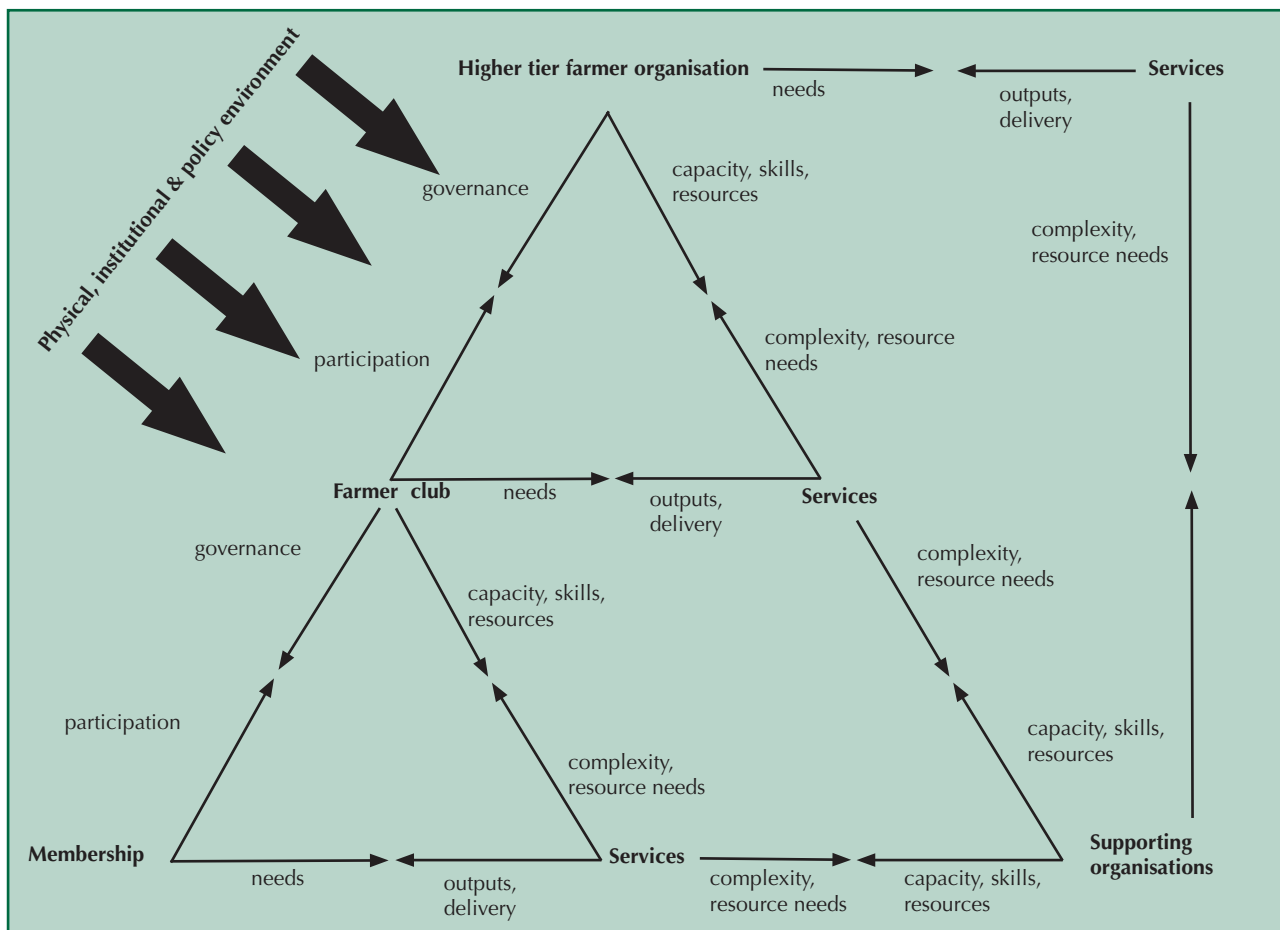 Physical, institutional & policy environment
Higher tier farmer organisation
needs
outputs,
delivery
Services
governance
capacity, skills,
resources
complexity,
resource needs
participation
complexity, resource
needs
Farmer club
needs
outputs,
delivery
Services
governance
capacity, skills,
resources
complexity,
resource needs
participation
complexity,
resource needs
capacity, skills,
resources
Membership
needs
outputs,
delivery
Services
complexity,
resource needs
capacity, skills,
resources
Supporting
organisations